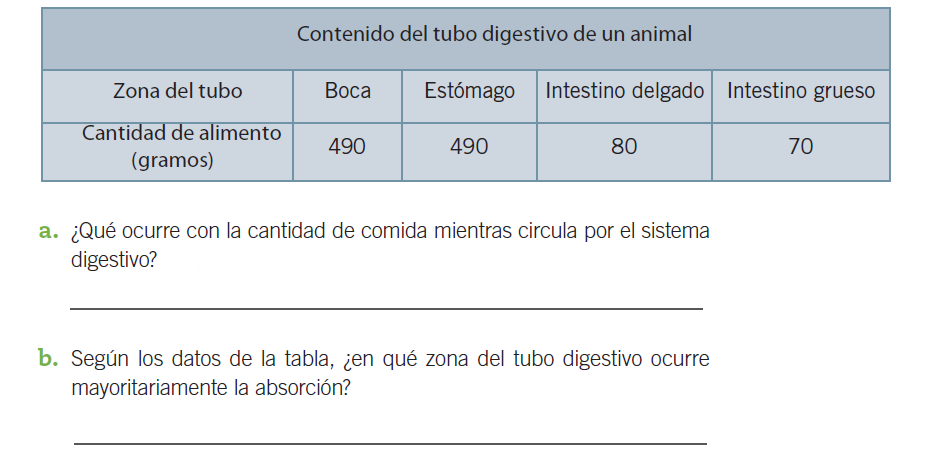 Contenido del tubo digestivo de un animal
Zona del tubo Boca Estómago Intestino delgado Intestino grueso
Cantidad de alimento
(gramos) 490 490 80 70
a. ¿Qué ocurre con la cantidad de comida mientras circula por el sistema
digestivo?
b. Según los datos de la tabla, ¿en qué zona del tubo digestivo ocurre
mayoritariamente la absorción?